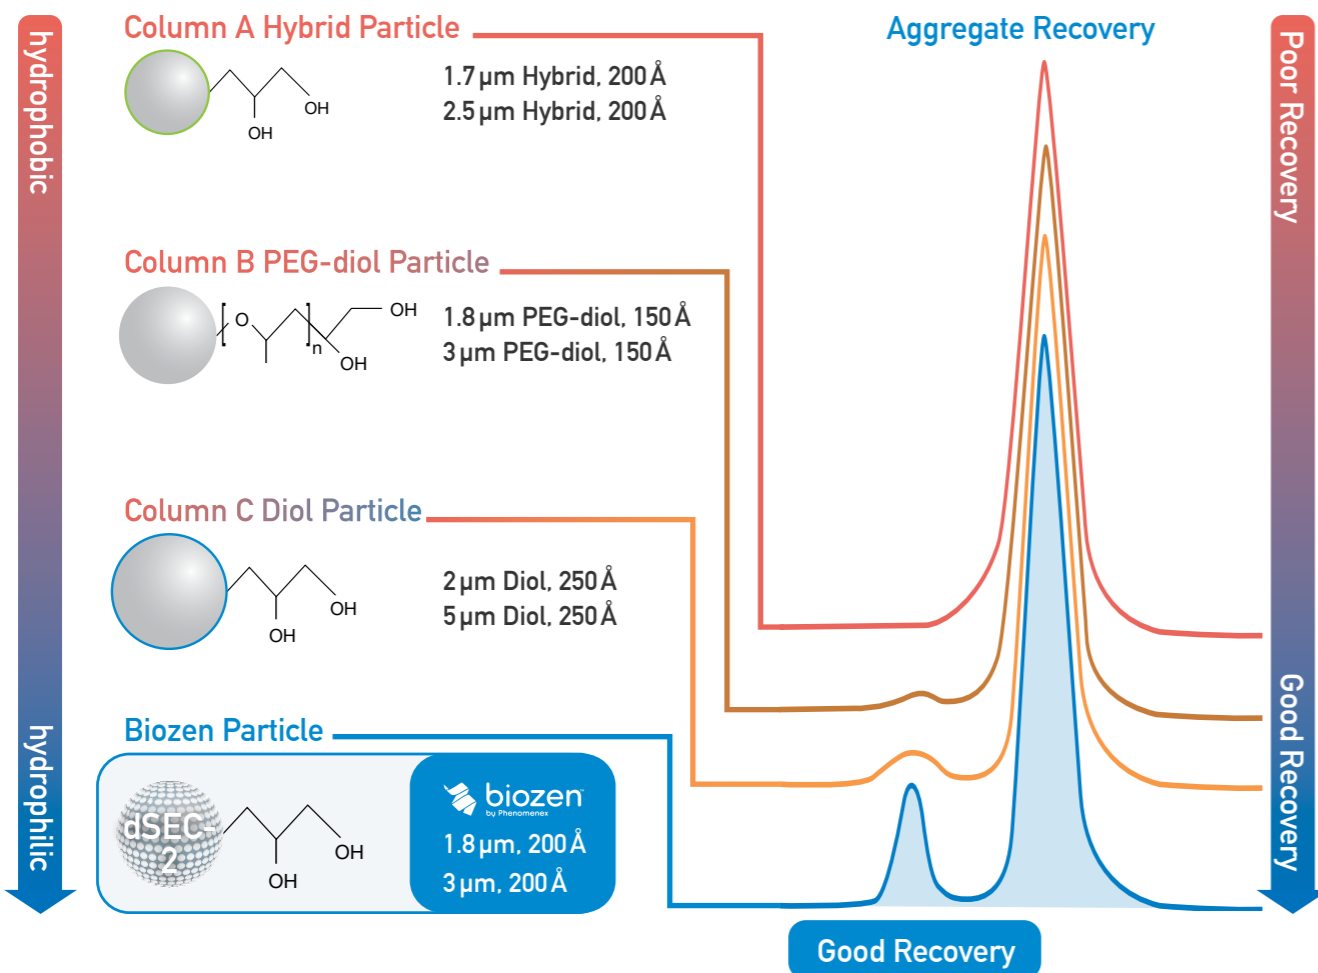 hydrophobic
hydrophilic
Column A Hybrid Particle
OH
OH
1.7 µm Hybrid, 200 Å
2.5 µm Hybrid, 200 Å
Column B PEG-diol Particle
O
n
OH
OH
1.8 µm PEG-diol, 150 Å
3 µm PEG-diol, 150 Å
Column C Diol Particle
OH
OH
2 µm Diol, 250 Å
5 µm Diol, 250 Å
Biozen Particle
dSEC-
2
OH
OH
biozen™
by Phenomenex
1.8 µm, 200 Å
3 µm, 200 Å
Aggregate Recovery
Good Recovery
Poor Recovery
Good Recovery